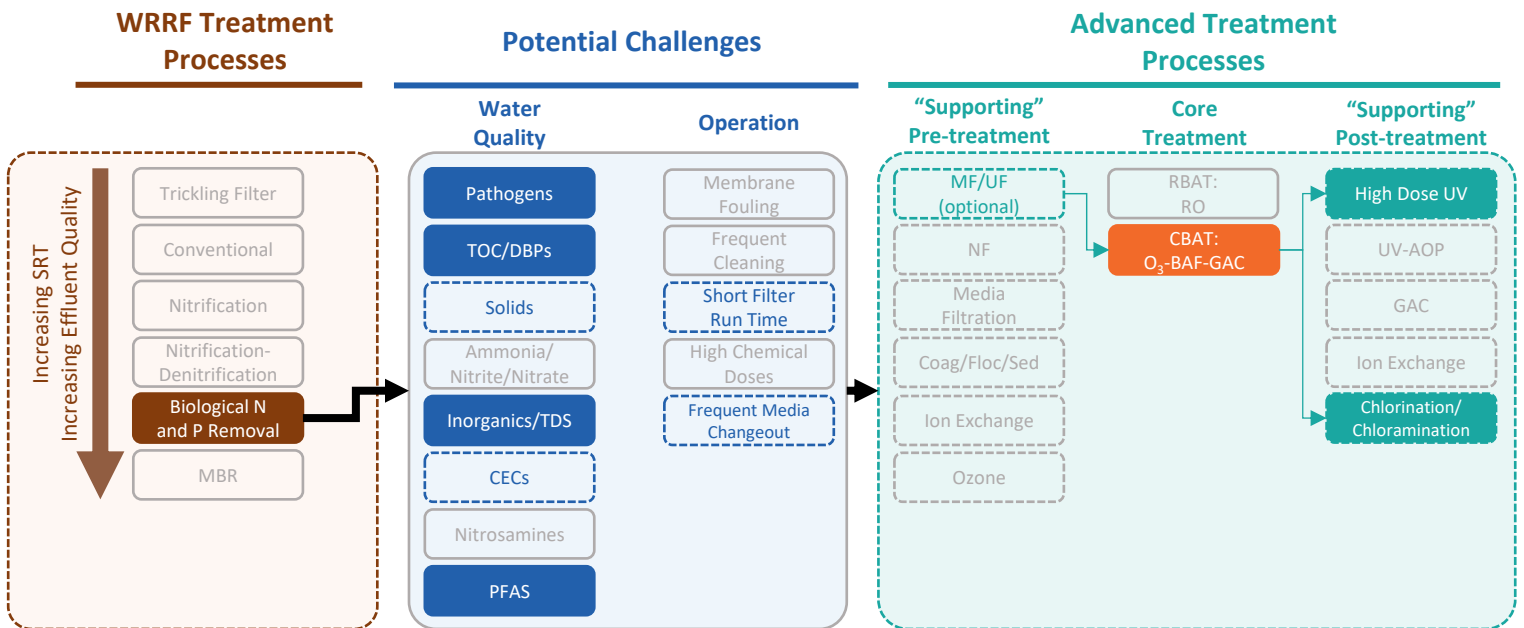 WRRF Treatment
Processes
Increasing SRT
Increasing Effluent Quality
Trickling Filter
Conventional
Nitrification
Nitrification-
Denitrification
Biological N
and P Removal
MBR
Potential Challenges
Water
Quality
Pathogens
TOC/DBPs
Solids
Ammonia/
Nitrite/Nitrate
Inorganics/TDS
CECs
Nitrosamines
PFAS
Operation
Membrane
Fouling
Frequent
Cleaning
Short Filter
Run Time
High Chemical
Doses
Frequent Media
Changeout
Advanced Treatment
Processes
“Supporting”
Pre-treatment
MF/UF
(optional)
NF
Media
Filtration
Coag/Floc/Sed
Ion Exchange
Ozone
Core
Treatment
RBAT:
RO
CBAT:
O₃-BAF-GAC
“Supporting”
Post-treatment
High Dose UV
UV-AOP
GAC
Ion Exchange
Chlorination/
Chloramination